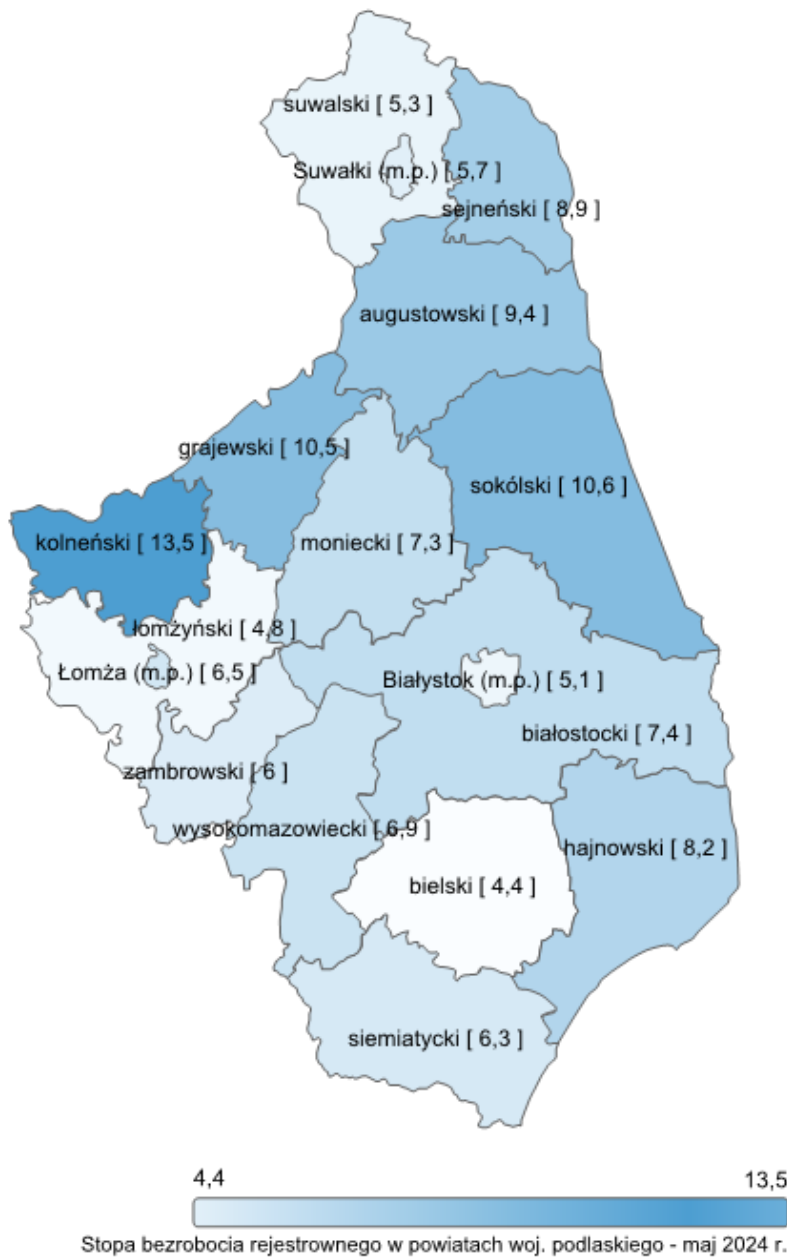 suwalski [ 5,3 ]
Suwałki (m.p.) [ 5,7 ]
sejneński [ 8,9 ]
augustowski [ 9,4 ]
grajewski [ 10,5 ]
sokólski [ 10,6 ]
kolneński [ 13,5 ]
moniecki [ 7,3 ]
łomżyński [ 4,8 ]
Łomża (m.p.) [ 6,5 ]
Białystok (m.p.) [ 5,1 ]
białostocki [ 7,4 ]
zambrowski [ 6 ]
wysokomazowiecki [ 6,9 ]
hajnowski [ 8,2 ]
bielski [ 4,4 ]
siemiatycki [ 6,3 ]
4,4 13,5
Stopa bezrobocia rejestrownego w powiatach woj. podlaskiego - maj 2024 r.